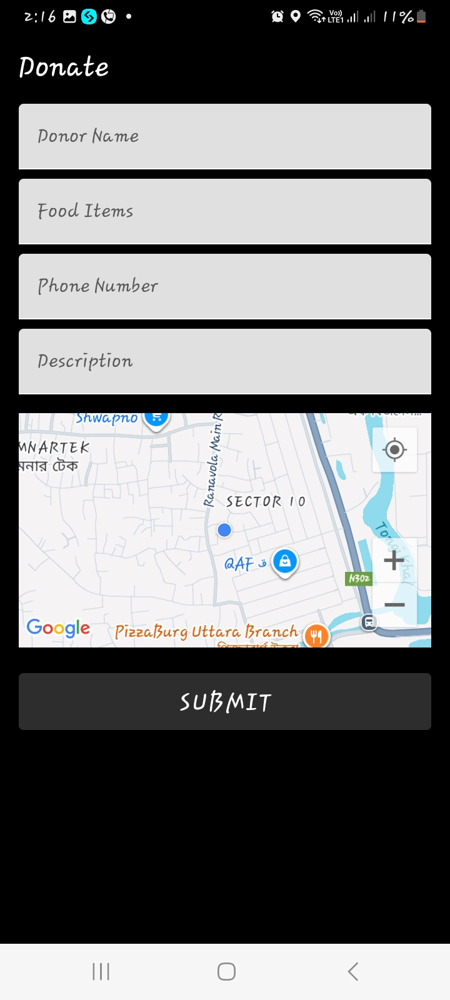 2:16 Vo)) LTE1 11%
Donate
Donor Name
Food Items
Phone Number
Description
Shwapno
Ranavola Main R
MNARTEK
মনার টেক
SECTOR 10
Tongi Khal
QAF ق
N302
Google
PizzaBurg Uttara Branch
SUBMIT